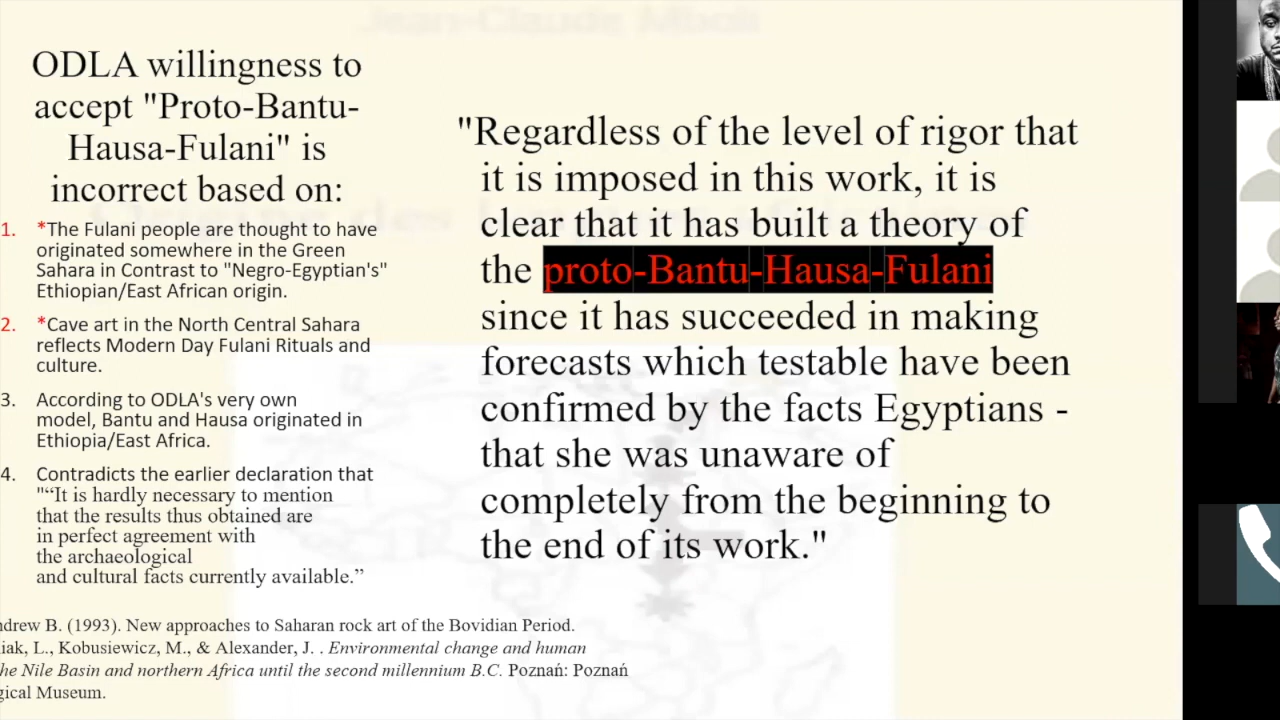 Jean-Claude Mboli
ODLA willingness to
accept "Proto-Bantu-
Hausa-Fulani" is
incorrect based on:
1. *The Fulani people are thought to have
originated somewhere in the Green
Sahara in Contrast to "Negro-Egyptian's"
Ethiopian/East African origin.
2. *Cave art in the North Central Sahara
reflects Modern Day Fulani Rituals and
culture.
3. According to ODLA's very own
model, Bantu and Hausa originated in
Ethiopia/East Africa.
4. Contradicts the earlier declaration that
"“It is hardly necessary to mention
that the results thus obtained are
in perfect agreement with
the archaeological
and cultural facts currently available.”
"Regardless of the level of rigor that
it is imposed in this work, it is
clear that it has built a theory of
the proto-Bantu-Hausa-Fulani
since it has succeeded in making
forecasts which testable have been
confirmed by the facts Egyptians -
that she was unaware of
completely from the beginning to
the end of its work."
ndrew B. (1993). New approaches to Saharan rock art of the Bovidian Period.
iak, L., Kobusiewicz, M., & Alexander, J. . Environmental change and human
he Nile Basin and northern Africa until the second millennium B.C. Poznań: Poznań
gical Museum.